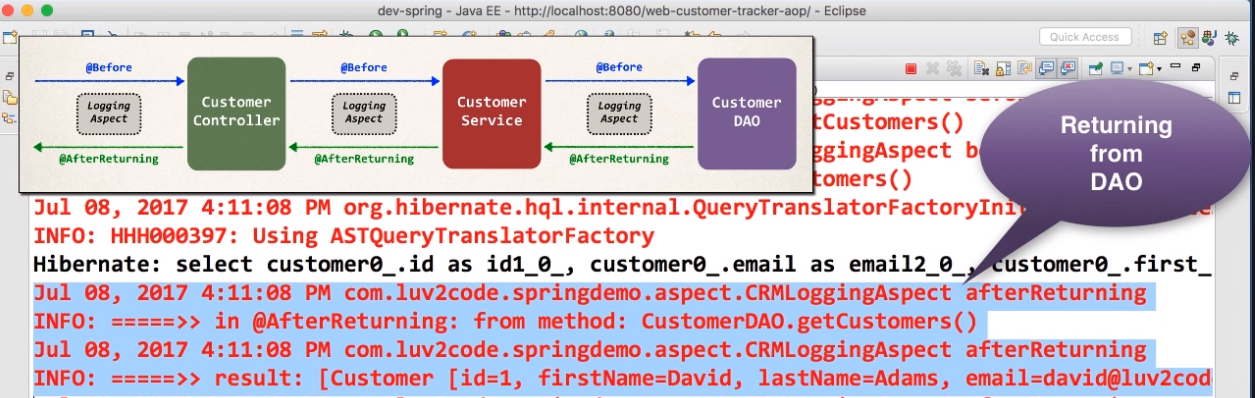 dev-spring - Java EE - http://localhost:8080/web-customer-tracker-aop/ - Eclipse
Quick Access
@Before
@Before
@Before
Logging
Aspect
Customer
Controller
Logging
Aspect
Customer
Service
Logging
Aspect
Customer
DAO
@AfterReturning
@AfterReturning
@AfterReturning
Returning
from
DAO
Jul 08, 2017 4:11:08 PM org.hibernate.hql.internal.QueryTranslatorFactoryIni
INFO: HHH000397: Using ASTQueryTranslatorFactory
Hibernate: select customer0_.id as id1_0_, customer0_.email as email2_0_, customer0_.first_
Jul 08, 2017 4:11:08 PM com.luv2code.springdemo.aspect.CRMLoggingAspect afterReturning
INFO: =====>> in @AfterReturning: from method: CustomerDAO.getCustomers()
Jul 08, 2017 4:11:08 PM com.luv2code.springdemo.aspect.CRMLoggingAspect afterReturning
INFO: =====>> result: [Customer [id=1, firstName=David, lastName=Adams, email=david@luv2cod